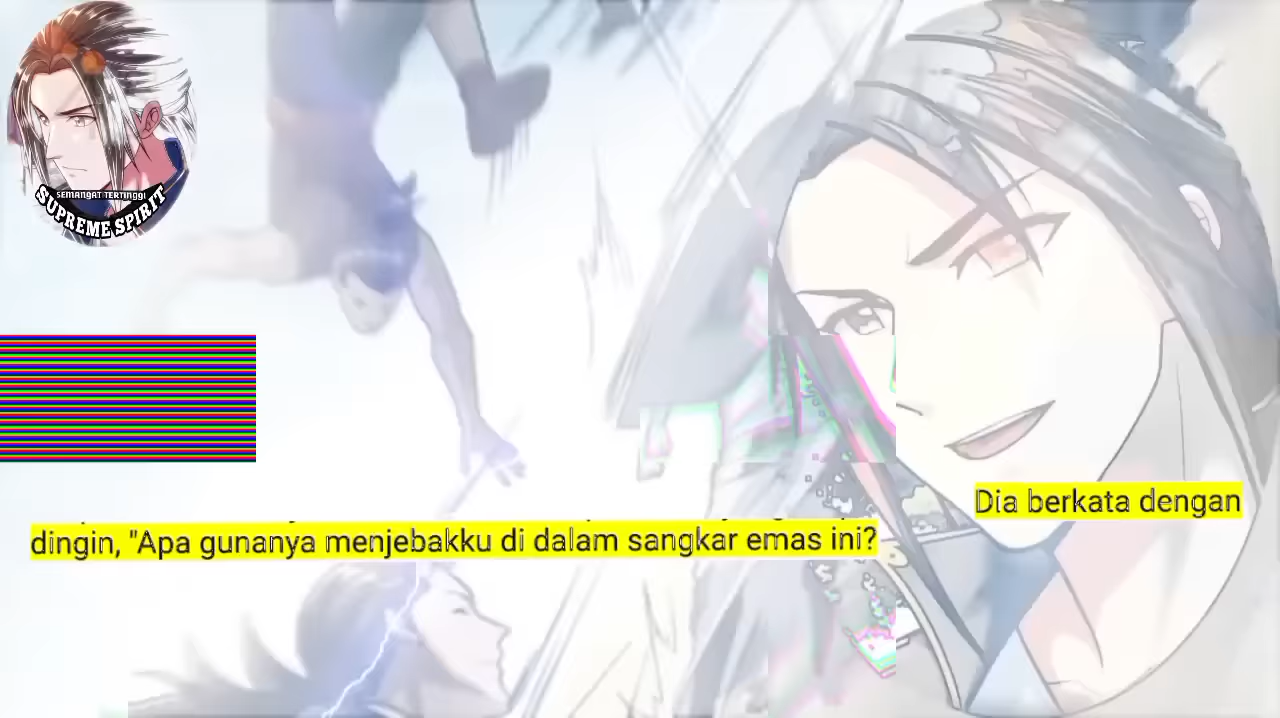 SEMANGAT TERTINGGI
SUPREME SPIRIT
Dia berkata dengan
dingin, "Apa gunanya menjebakku di dalam sangkar emas ini?